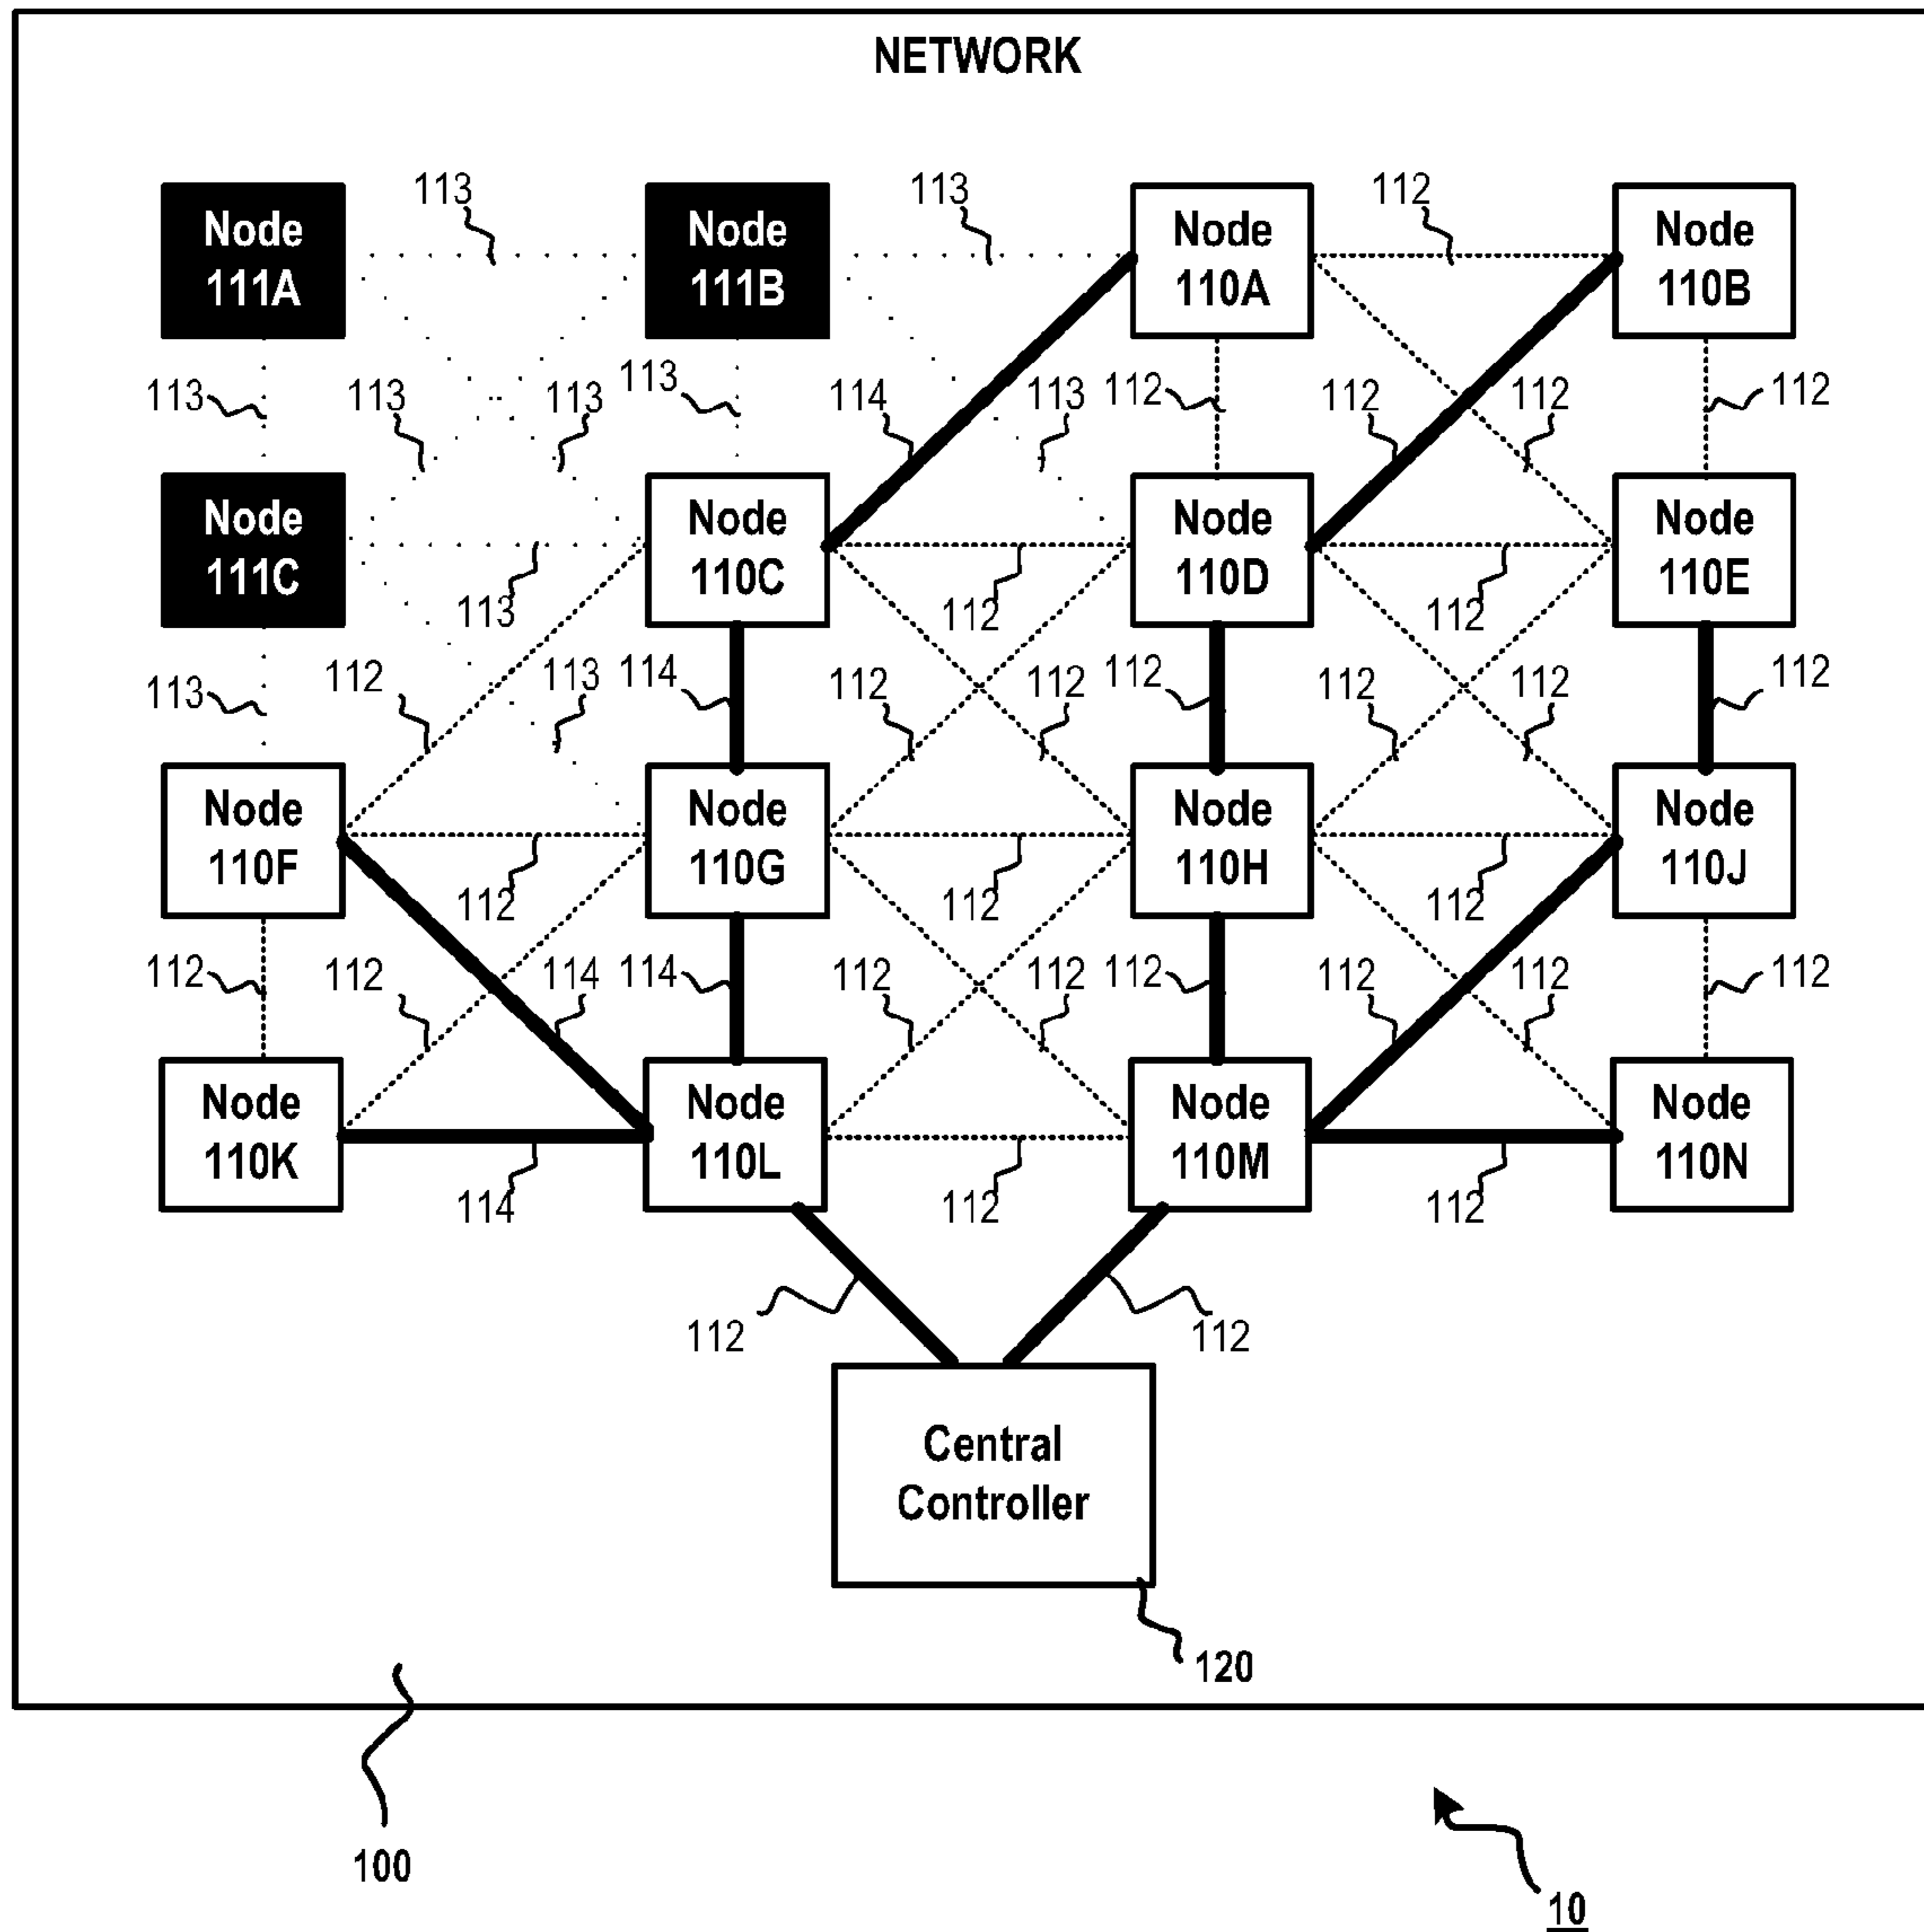 NETWORK
113
113
112
Node
111A
Node
111B
Node
110A
Node
110B
113
113
113
113
114
113
112
112
112
112
Node
111C
Node
110C
Node
110D
Node
110E
113
112
112
113
112
113
114
112
112
112
112
112
112
Node
110F
Node
110G
Node
110H
Node
110J
112
112
112
112
112
114
114
112
112
112
112
112
112
Node
110K
Node
110L
Node
110M
Node
110N
114
112
112
112
112
Central
Controller
120
100
10